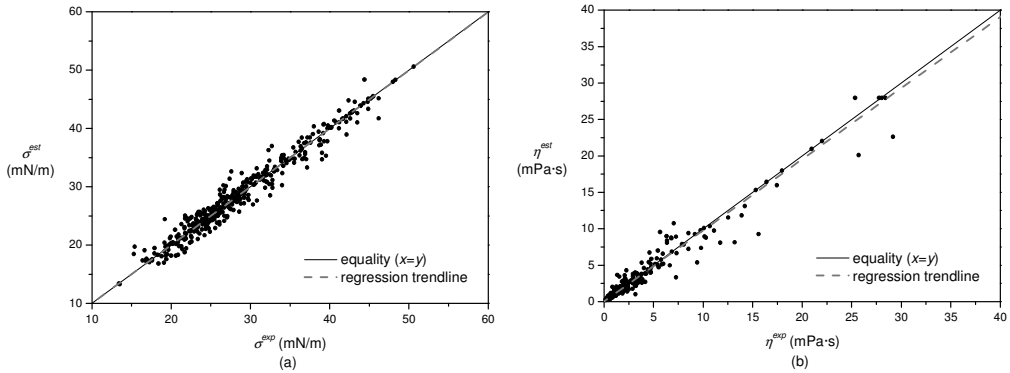 60
50
40
30
20
10
σ^est
(mN/m)
equality (x=y)
regression trendline
10 20 30 40 50 60
σ^exp (mN/m)
(a)
40
35
30
25
20
15
10
5
0
η^est
(mPa·s)
equality (x=y)
regression trendline
0 5 10 15 20 25 30 35 40
η^exp (mPa·s)
(b)